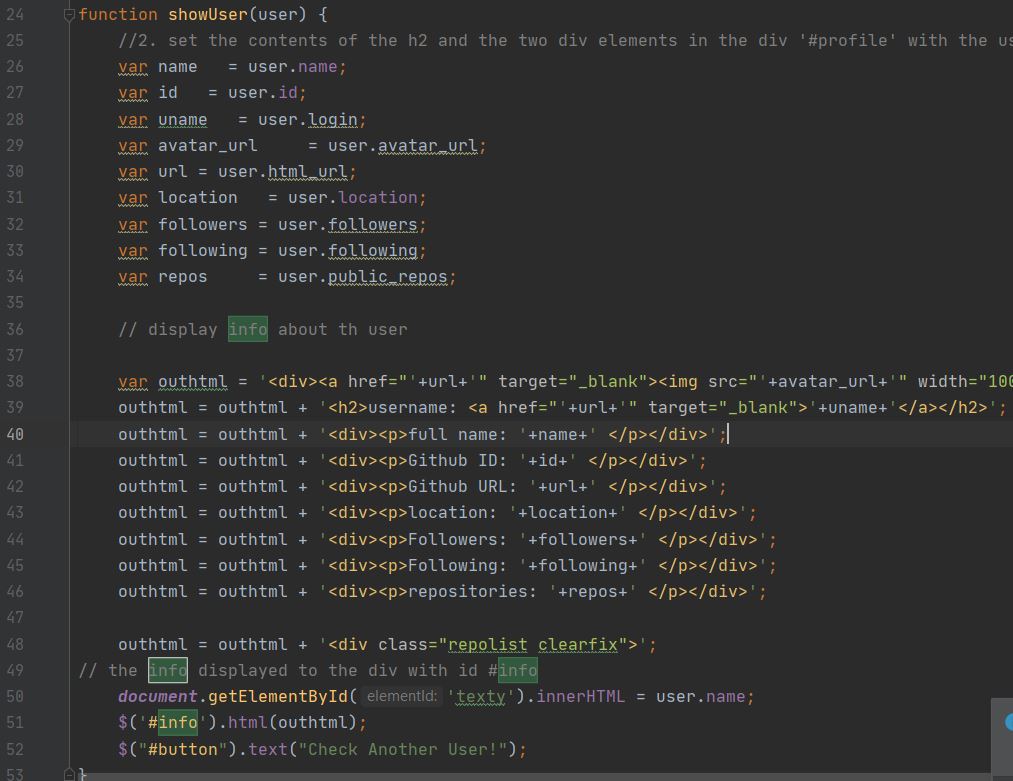 24 function showUser(user) {
25 //2. set the contents of the h2 and the two div elements in the div '#profile' with the
26 var name   = user.name;
27 var id   = user.id;
28 var uname   = user.login;
29 var avatar_url     = user.avatar_url;
30 var url = user.html_url;
31 var location   = user.location;
32 var followers = user.followers;
33 var following = user.following;
34 var repos     = user.public_repos;
35
36 // display info about th user
37
38 var outhtml = '<div><a href="'+url+'" target="_blank"><img src="'+avatar_url+'" width="100
39 outhtml = outhtml + '<h2>username: <a href="'+url+'" target="_blank">'+uname+'</a></h2>';
40 outhtml = outhtml + '<div><p>full name: '+name+' </p></div>';
41 outhtml = outhtml + '<div><p>Github ID: '+id+' </p></div>';
42 outhtml = outhtml + '<div><p>Github URL: '+url+' </p></div>';
43 outhtml = outhtml + '<div><p>location: '+location+' </p></div>';
44 outhtml = outhtml + '<div><p>Followers: '+followers+' </p></div>';
45 outhtml = outhtml + '<div><p>Following: '+following+' </p></div>';
46 outhtml = outhtml + '<div><p>repositories: '+repos+' </p></div>';
47
48 outhtml = outhtml + '<div class="repolist clearfix">';
49 // the info displayed to the div with id #info
50 document.getElementById( elementId: 'texty').innerHTML = user.name;
51 $('#info').html(outhtml);
52 $("#button").text("Check Another User!");
53 }